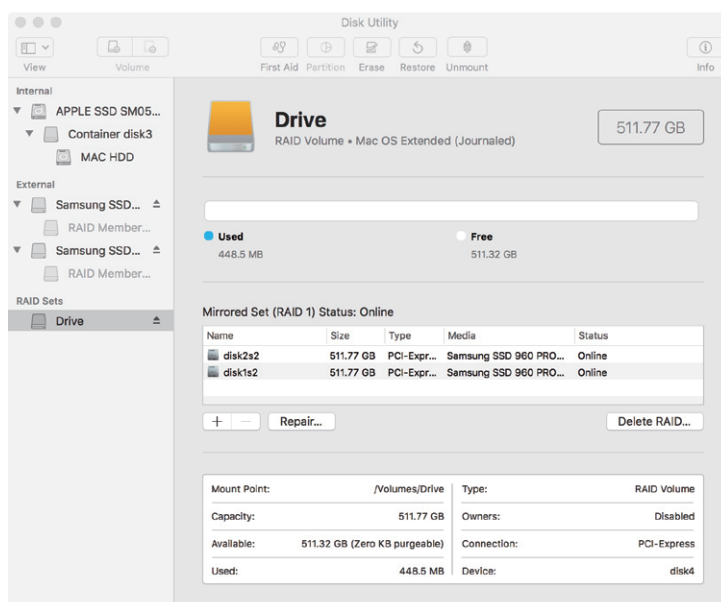 Disk Utility
View Volume First Aid Partition Erase Restore Unmount Info
Internal
APPLE SSD SM05...
Container disk3
MAC HDD
External
Samsung SSD...
RAID Member...
Samsung SSD...
RAID Member...
RAID Sets
Drive
Drive
RAID Volume • Mac OS Extended (Journaled)
511.77 GB
Used Free
448.5 MB 511.32 GB
Mirrored Set (RAID 1) Status: Online
Name Size Type Media Status
disk2s2 511.77 GB PCI-Expr... Samsung SSD 960 PRO... Online
disk1s2 511.77 GB PCI-Expr... Samsung SSD 960 PRO... Online
+ − Repair... Delete RAID...
Mount Point: /Volumes/Drive Type: RAID Volume
Capacity: 511.77 GB Owners: Disabled
Available: 511.32 GB (Zero KB purgeable) Connection: PCI-Express
Used: 448.5 MB Device: disk4